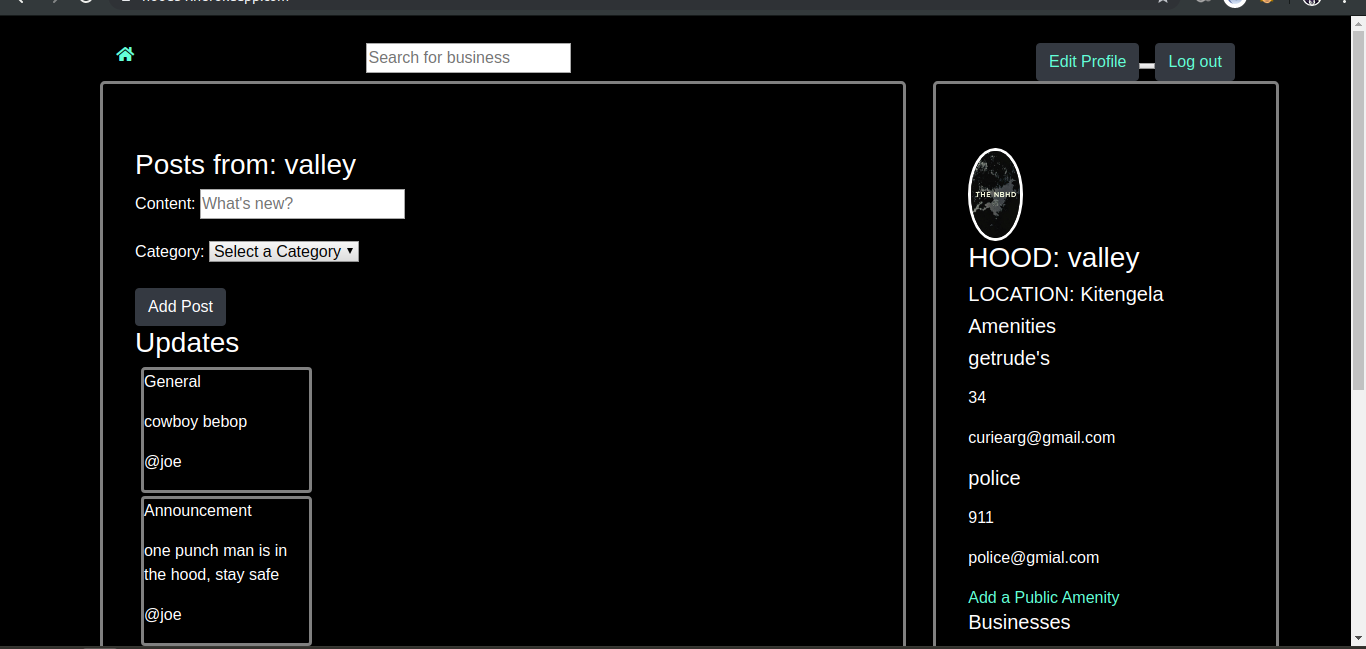 Search for business
Edit Profile
Log out
Posts from: valley
Content: What's new?
Category: Select a Category
Add Post
Updates
General
cowboy bebop
@joe
Announcement
one punch man is in
the hood, stay safe
@joe
THE NBHD
HOOD: valley
LOCATION: Kitengela
Amenities
getrude's
34
curiearg@gmail.com
police
911
police@gmial.com
Add a Public Amenity
Businesses